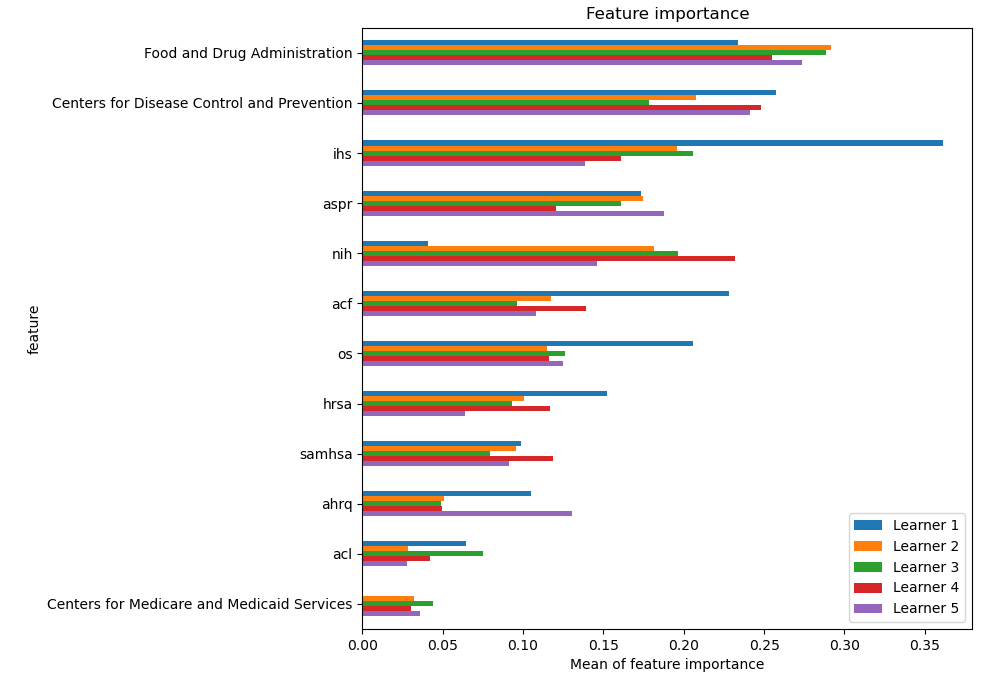 Feature importance
Food and Drug Administration
Centers for Disease Control and Prevention
ihs
aspr
nih
acf
os
hrsa
samhsa
ahrq
acl
Centers for Medicare and Medicaid Services
feature
0.00 0.05 0.10 0.15 0.20 0.25 0.30 0.35
Mean of feature importance
Learner 1
Learner 2
Learner 3
Learner 4
Learner 5